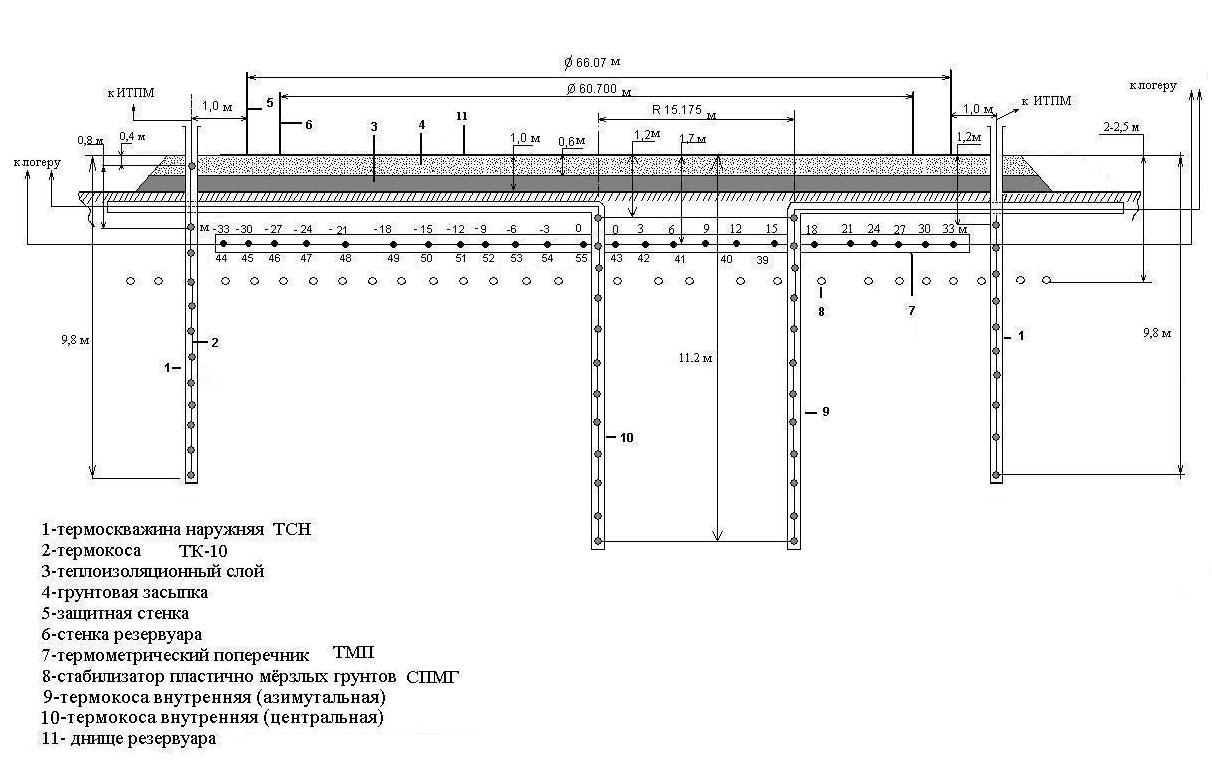 Ø 66.07 м
Ø 60.700 м
к ИТПМ
1,0 м
5
6
3
4
11
R 15.175 м
1,0 м
к ИТПМ
к логеру
0,8 м
0,4 м
1,0 м
0,6м
1,2м
1,7м
1,2м
2-2,5 м
к логеру
м -33 -30 -27 -24 -21 -18 -15 -12 -9 -6 -3 0 0 3 6 9 12 15 18 21 24 27 30 33 м
44 45 46 47 48 49 50 51 52 53 54 55 43 42 41 40 39
8
7
9,8 м
2
1
11.2 м
1
9,8 м
9
10
1-термоскважина наружняя ТСН
2-термокоса ТК-10
3-теплоизоляционный слой
4-грунтовая засыпка
5-защитная стенка
6-стенка резервуара
7-термометрический поперечник ТМП
8-стабилизатор пластично мёрзлых грунтов СПМГ
9-термокоса внутренняя (азимутальная)
10-термокоса внутренняя (центральная)
11- днище резервуара